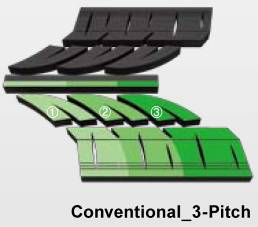 ① ② ③
Conventional_3-Pitch